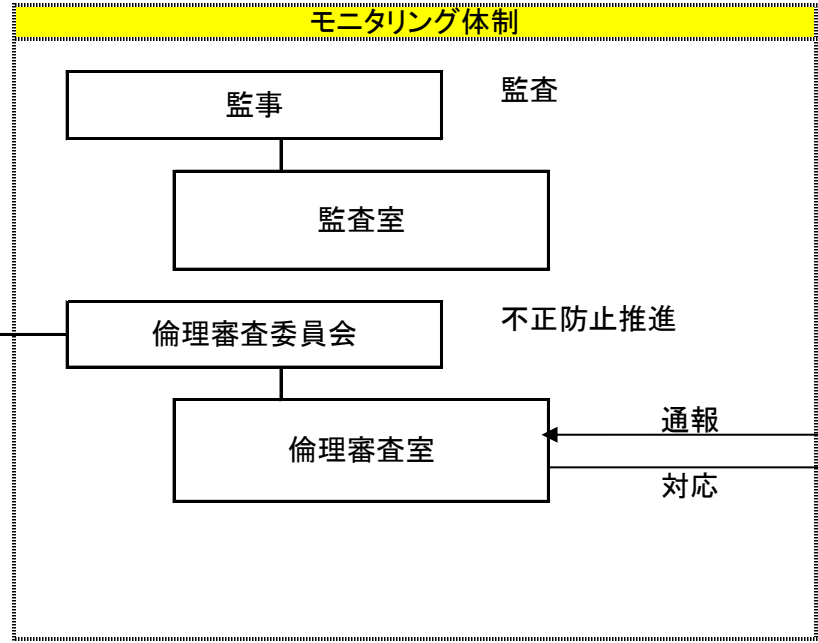 モニタリング体制
監事
監査
監査室
倫理審査委員会
不正防止推進
倫理審査室
通報
対応